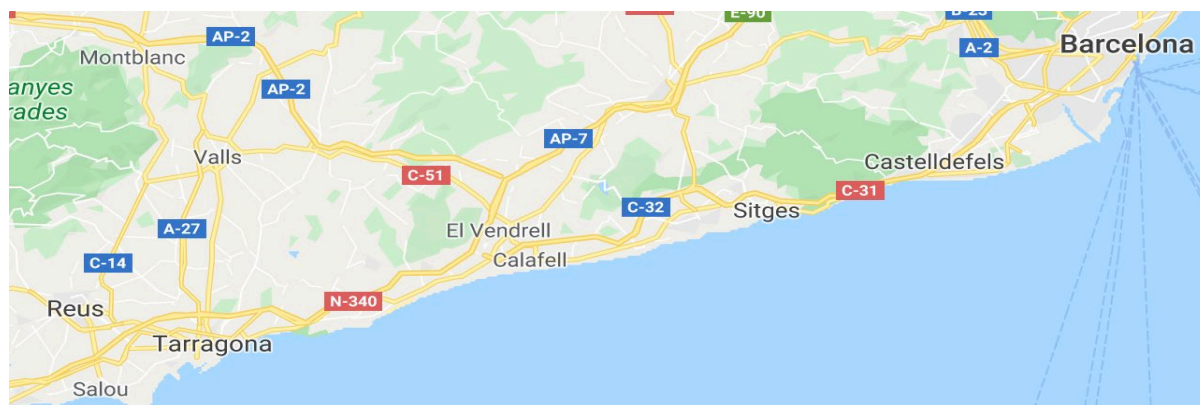 E-90
B-23
AP-2
Barcelona
A-2
Montblanc
AP-2
anyes
rades
AP-7
Valls
Castelldefels
C-51
C-31
C-32
Sitges
A-27
El Vendrell
Calafell
C-14
N-340
Reus
Tarragona
Salou